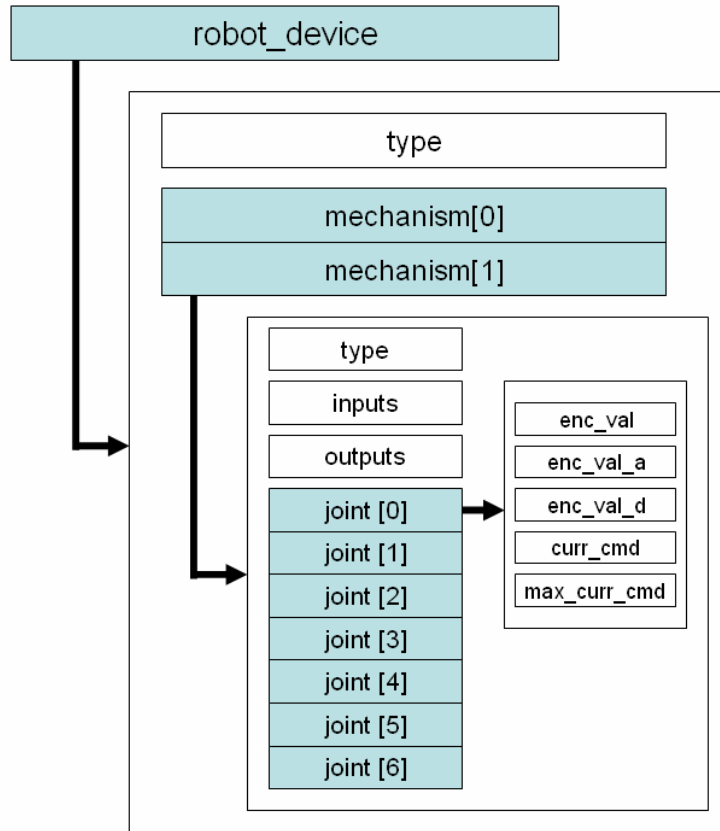 robot_device
type
mechanism[0]
mechanism[1]
type
inputs
outputs
joint [0]
joint [1]
joint [2]
joint [3]
joint [4]
joint [5]
joint [6]
enc_val
enc_val_a
enc_val_d
curr_cmd
max_curr_cmd